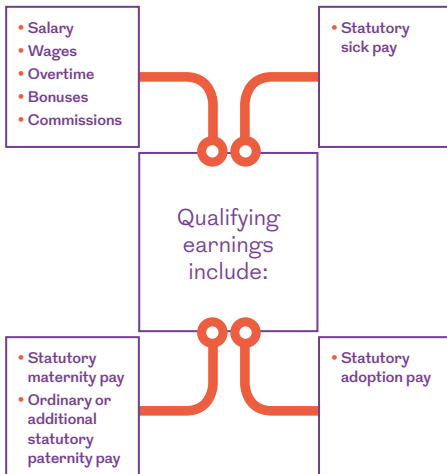 • Salary
• Wages
• Overtime
• Bonuses
• Commissions
• Statutory
sick pay
Qualifying
earnings
include:
• Statutory
maternity pay
• Ordinary or
additional
statutory
paternity pay
• Statutory
adoption pay